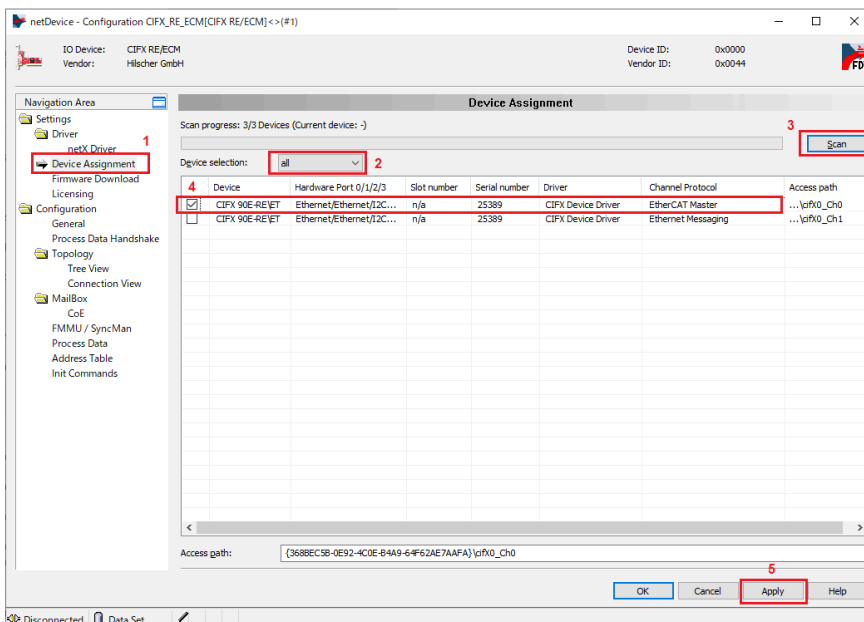 netDevice - Configuration CIFX_RE_ECM[CIFX RE/ECM]<>(#1)
IO Device: CIFX RE/ECM Device ID: 0x0000
Vendor: Hilscher GmbH Vendor ID: 0x0044
FD
Navigation Area
Settings
Driver
netX Driver
1
Device Assignment
Firmware Download
Licensing
Configuration
General
Process Data Handshake
Topology
Tree View
Connection View
MailBox
CoE
FMMU / SyncMan
Process Data
Address Table
Init Commands
Device Assignment
Scan progress: 3/3 Devices (Current device: -)
3
Scan
Device selection: all 2
4 Device Hardware Port 0/1/2/3 Slot number Serial number Driver Channel Protocol Access path
CIFX 90E-RE\ET Ethernet/Ethernet/I2C... n/a 25389 CIFX Device Driver EtherCAT Master ...\cifX0_Ch0
CIFX 90E-RE\ET Ethernet/Ethernet/I2C... n/a 25389 CIFX Device Driver Ethernet Messaging ...\cifX0_Ch1
Access path: {368BEC5B-0E92-4C0E-B4A9-64F62AE7AAFA}\cifX0_Ch0
5
OK Cancel Apply Help
Disconnected Data Set